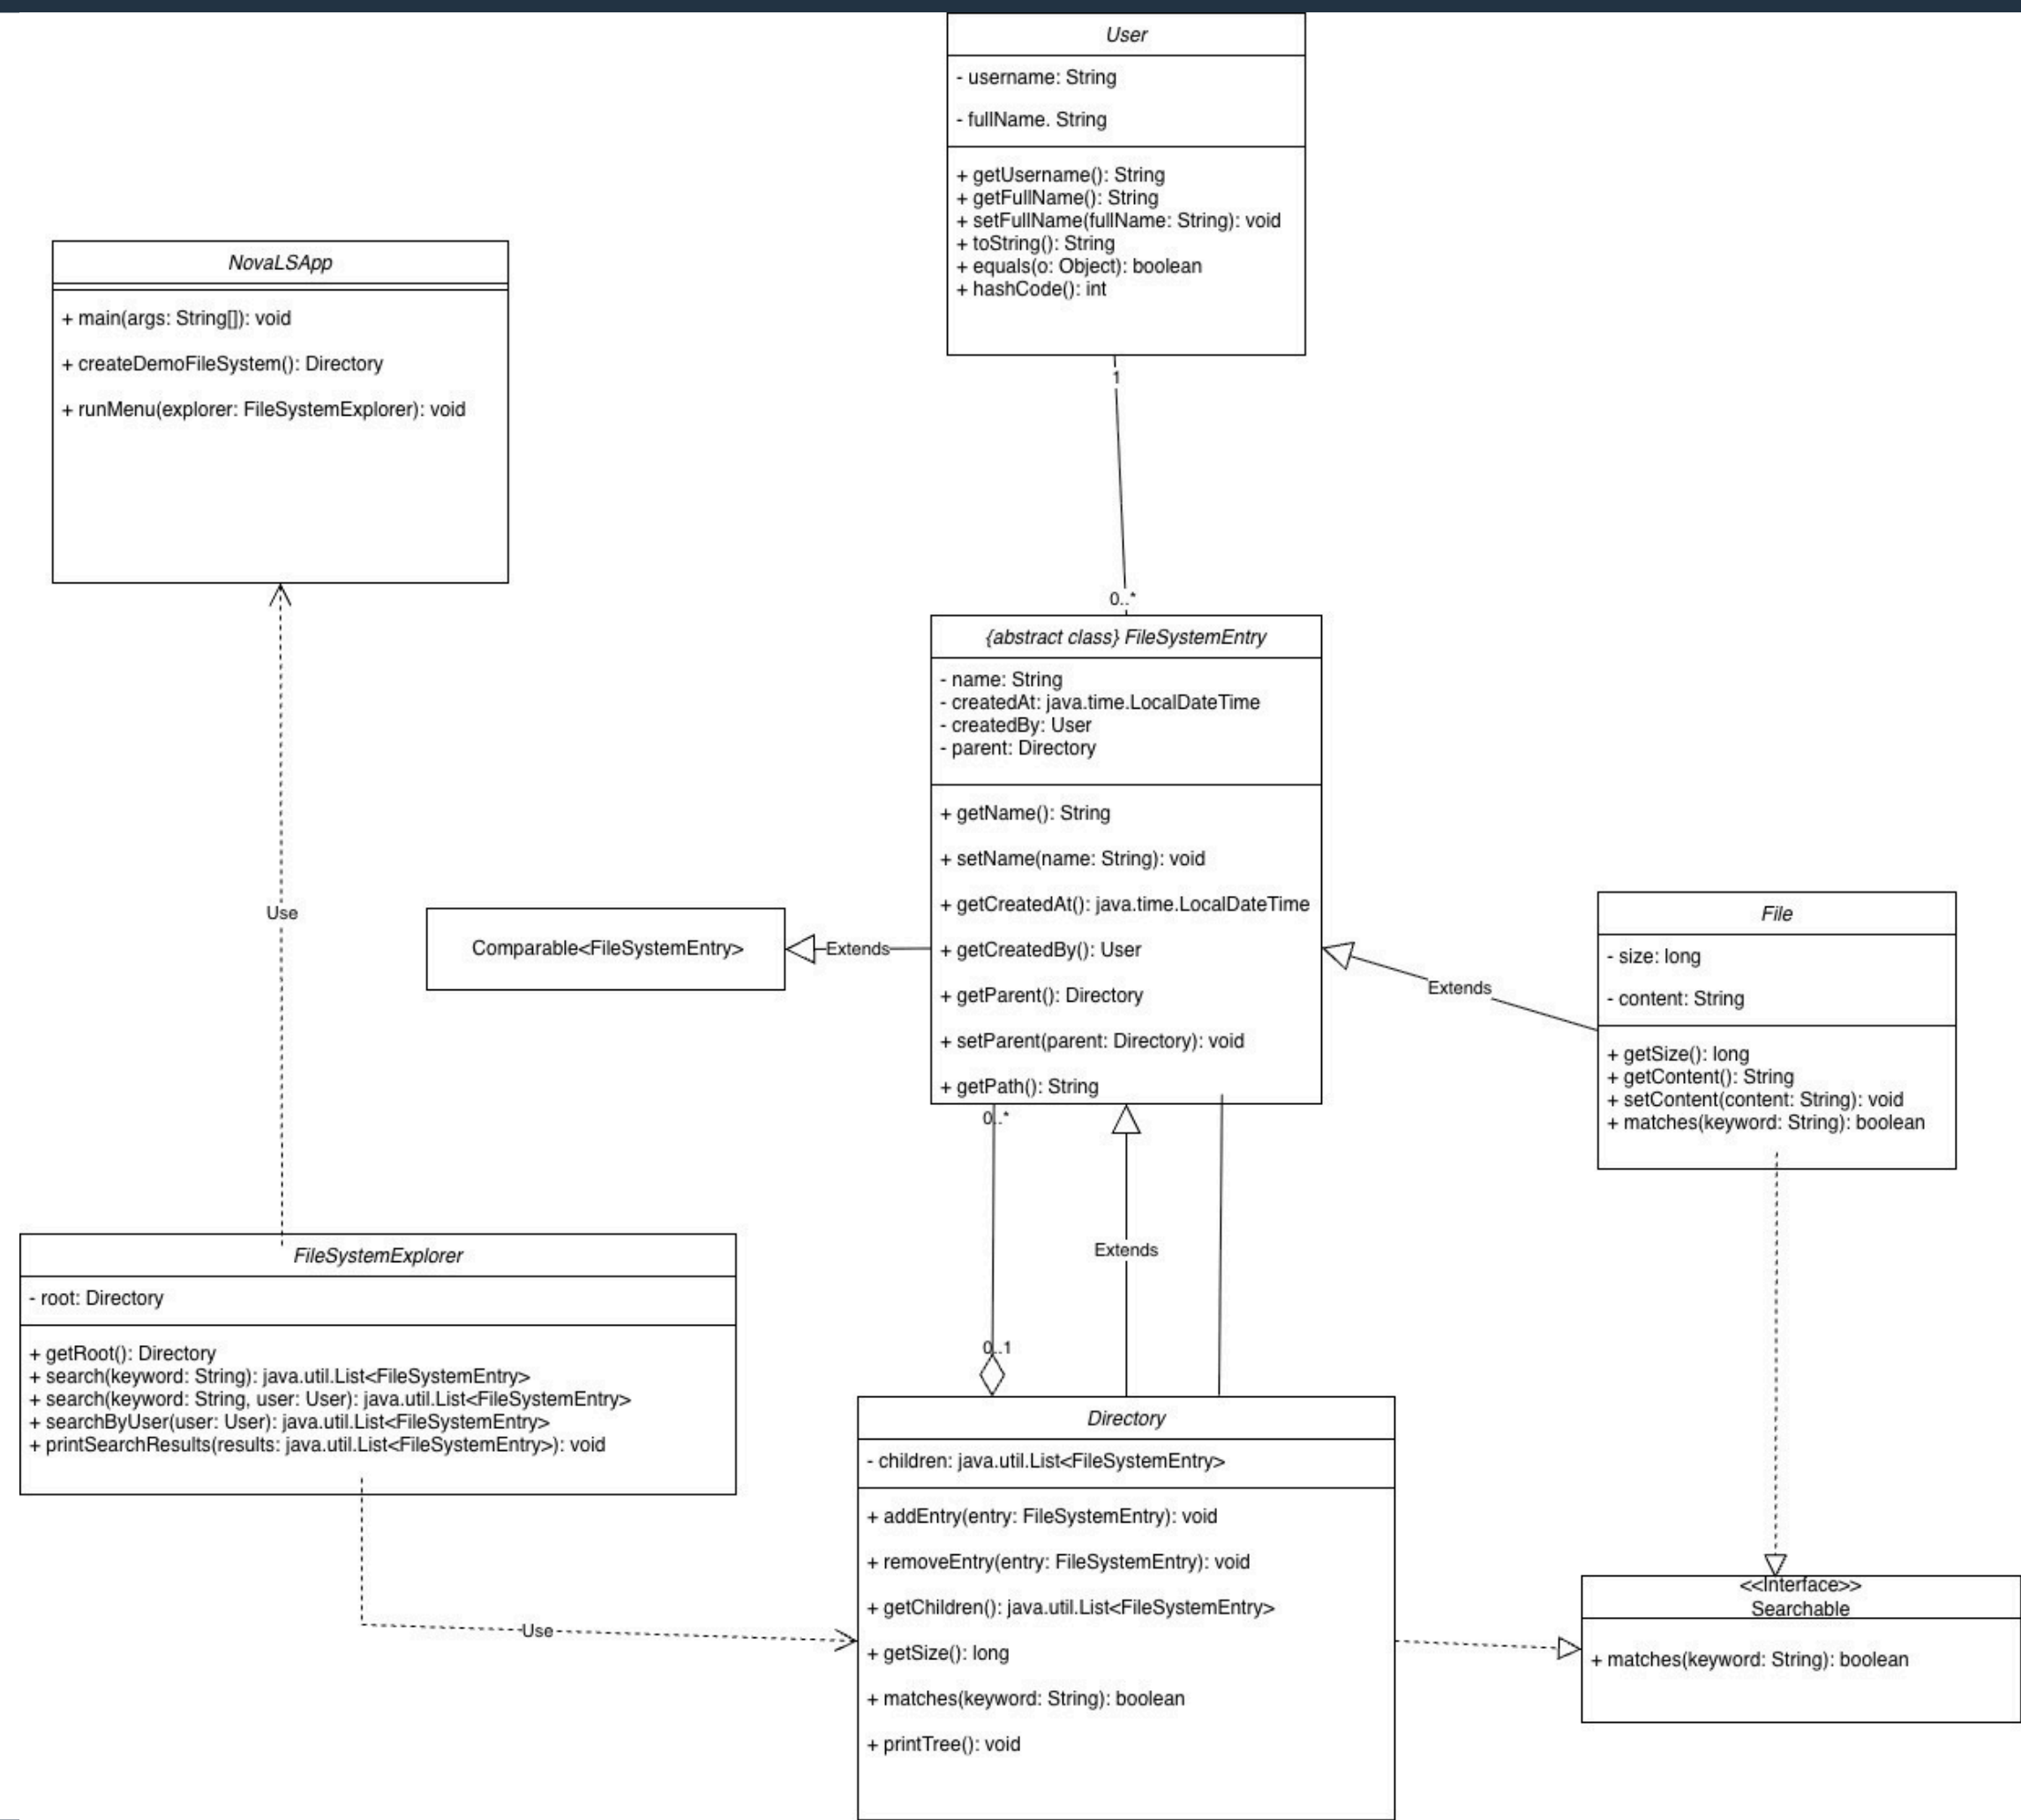 User
- username: String
- fullName. String
+ getUsername(): String
+ getFullName(): String
+ setFullName(fullName: String): void
+ toString(): String
+ equals(o: Object): boolean
+ hashCode(): int
1
0..*
NovaLSApp
+ main(args: String[]): void
+ createDemoFileSystem(): Directory
+ runMenu(explorer: FileSystemExplorer): void
Use
{abstract class} FileSystemEntry
- name: String
- createdAt: java.time.LocalDateTime
- createdBy: User
- parent: Directory
+ getName(): String
+ setName(name: String): void
+ getCreatedAt(): java.time.LocalDateTime
+ getCreatedBy(): User
+ getParent(): Directory
+ setParent(parent: Directory): void
+ getPath(): String
Comparable<FileSystemEntry>
Extends
Extends
File
- size: long
- content: String
+ getSize(): long
+ getContent(): String
+ setContent(content: String): void
+ matches(keyword: String): boolean
0..*
Extends
0..1
FileSystemExplorer
- root: Directory
+ getRoot(): Directory
+ search(keyword: String): java.util.List<FileSystemEntry>
+ search(keyword: String, user: User): java.util.List<FileSystemEntry>
+ searchByUser(user: User): java.util.List<FileSystemEntry>
+ printSearchResults(results: java.util.List<FileSystemEntry>): void
Use
Directory
- children: java.util.List<FileSystemEntry>
+ addEntry(entry: FileSystemEntry): void
+ removeEntry(entry: FileSystemEntry): void
+ getChildren(): java.util.List<FileSystemEntry>
+ getSize(): long
+ matches(keyword: String): boolean
+ printTree(): void
<<Interface>>
Searchable
+ matches(keyword: String): boolean